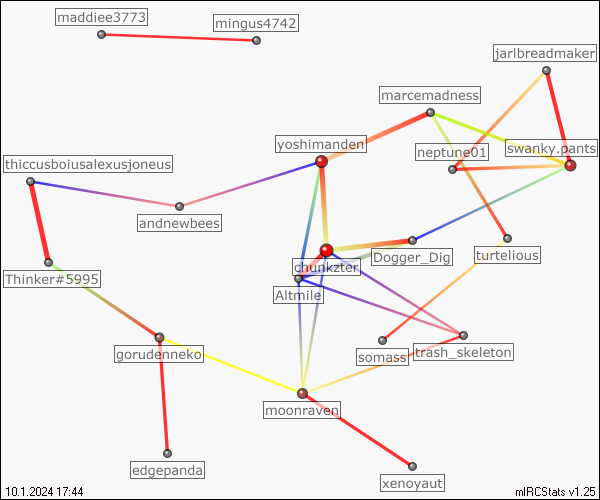 maddiee3773
mingus4742
jarlbreadmaker
marcemadness
yoshimanden
neptune01
swanky.pants
thiccusboiusalexusjoneus
andnewbees
Dogger_Dig
turtelious
chunkzter
Thinker#5995
Altmile
gorudenneko
somass
trash_skeleton
moonraven
edgepanda
xenoyaut
10.1.2024 17:44
mIRCStats v1.25